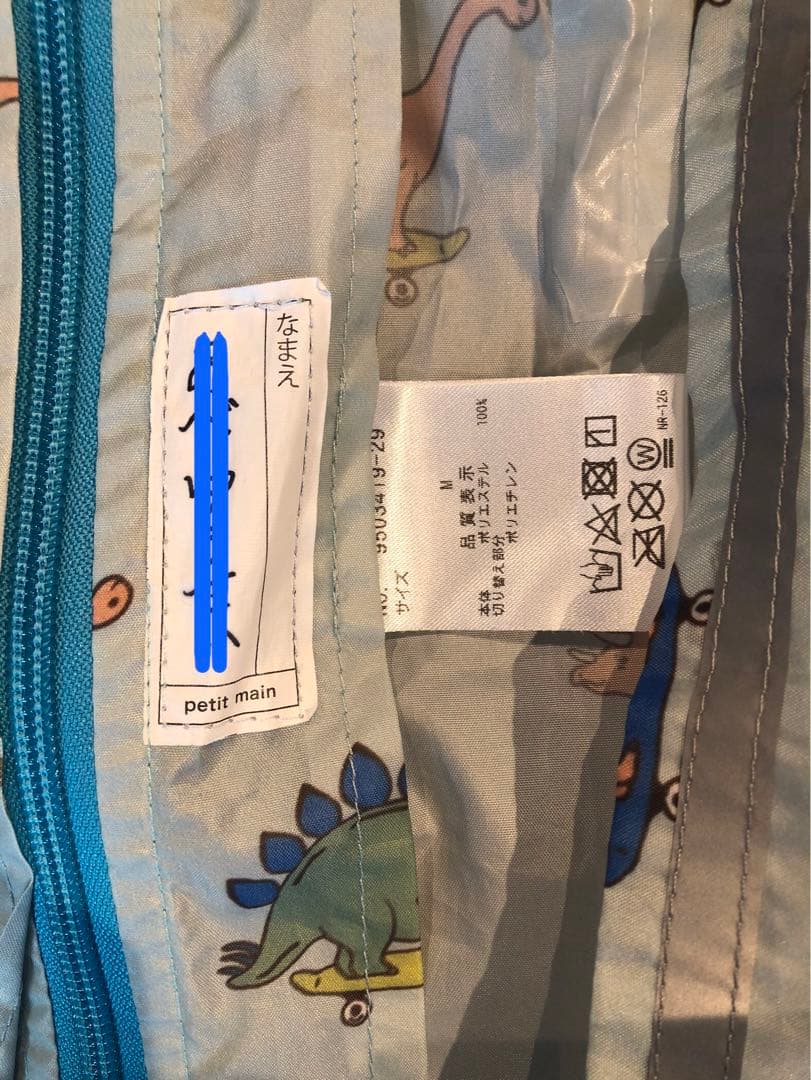 なまえ
petit main
No. 9503419-29
サイズ M
品質表示
本体 ポリエステル 100%
切り替え部分 ポリエチレン
1
W
NR-126